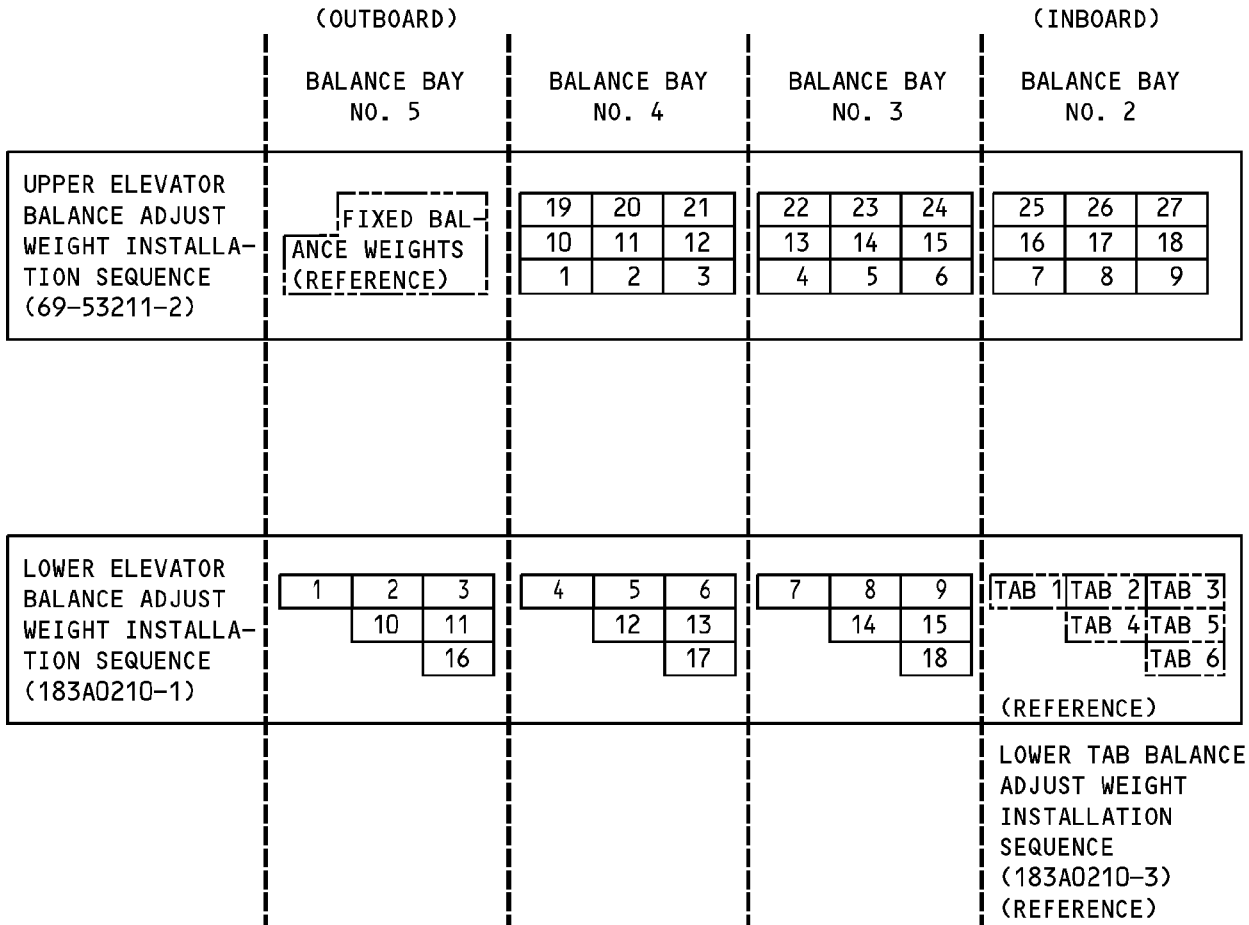 (OUTBOARD) (INBOARD)
BALANCE BAY NO. 5
BALANCE BAY NO. 4
BALANCE BAY NO. 3
BALANCE BAY NO. 2
UPPER ELEVATOR
BALANCE ADJUST
WEIGHT INSTALLA-
TION SEQUENCE
(69-53211-2)
FIXED BAL-
ANCE WEIGHTS
(REFERENCE)
19 20 21
10 11 12
1 2 3
22 23 24
13 14 15
4 5 6
25 26 27
16 17 18
7 8 9
LOWER ELEVATOR
BALANCE ADJUST
WEIGHT INSTALLA-
TION SEQUENCE
(183A0210-1)
1 2 3
10 11
16
4 5 6
12 13
17
7 8 9
14 15
18
TAB 1 TAB 2 TAB 3
TAB 4 TAB 5
TAB 6
(REFERENCE)
LOWER TAB BALANCE
ADJUST WEIGHT
INSTALLATION
SEQUENCE
(183A0210-3)
(REFERENCE)